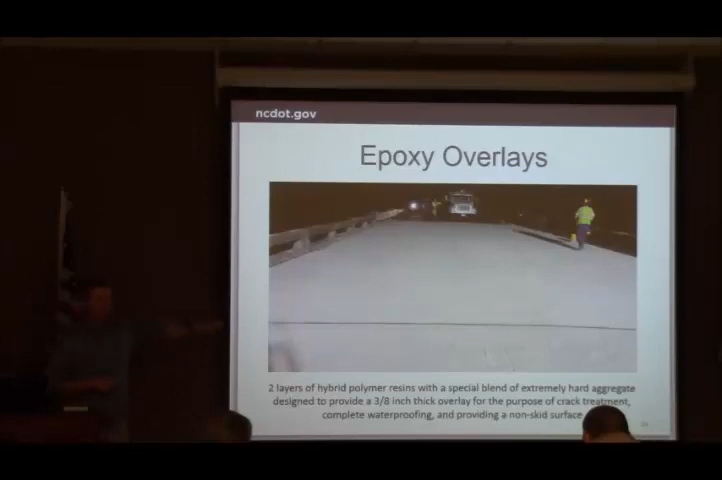 ncdot.gov
Epoxy Overlays
2 layers of hybrid polymer resins with a special blend of extremely hard aggregate
designed to provide a 3/8 inch thick overlay for the purpose of crack treatment,
complete waterproofing, and providing a non-skid surface